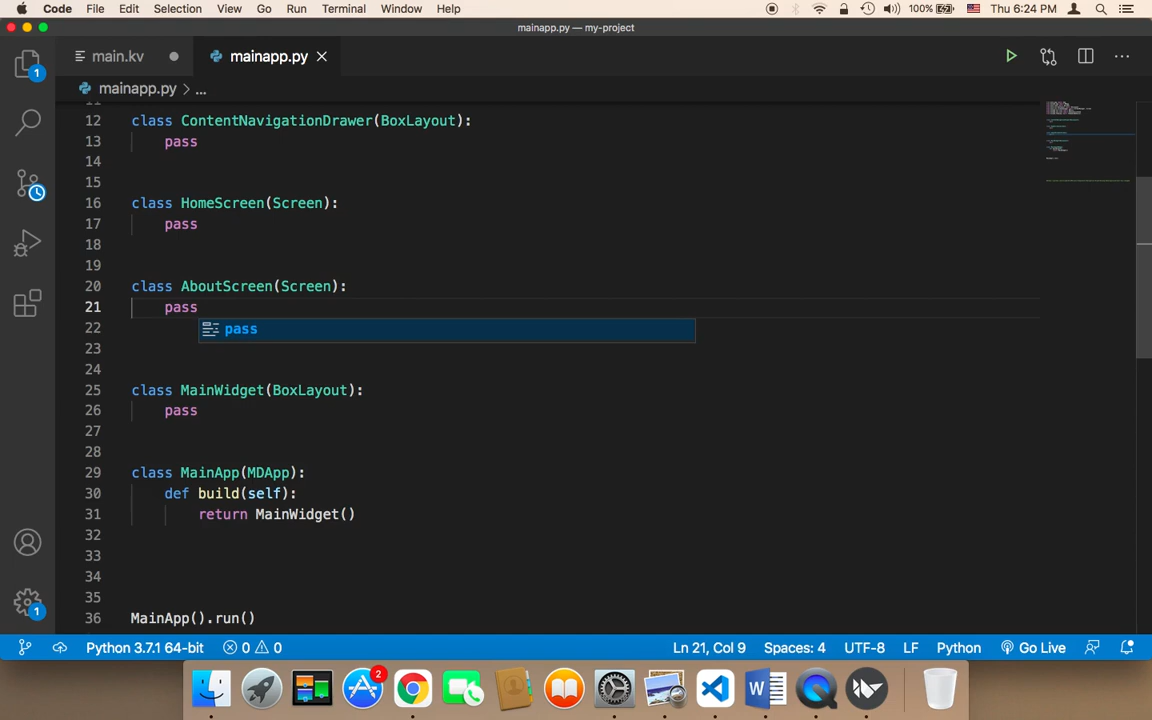 Code File Edit Selection View Go Run Terminal Window Help 100% Thu 6:24 PM
mainapp.py — my-project
main.kv mainapp.py
1
mainapp.py > ...
11
12 class ContentNavigationDrawer(BoxLayout):
13 pass
14
15
16 class HomeScreen(Screen):
17 pass
18
19
20 class AboutScreen(Screen):
21 pass
22 pass
23
24
25 class MainWidget(BoxLayout):
26 pass
27
28
29 class MainApp(MDApp):
30 def build(self):
31 return MainWidget()
32
33
34
35
36 MainApp().run()
1
Python 3.7.1 64-bit 0 0 Ln 21, Col 9 Spaces: 4 UTF-8 LF Python Go Live
2